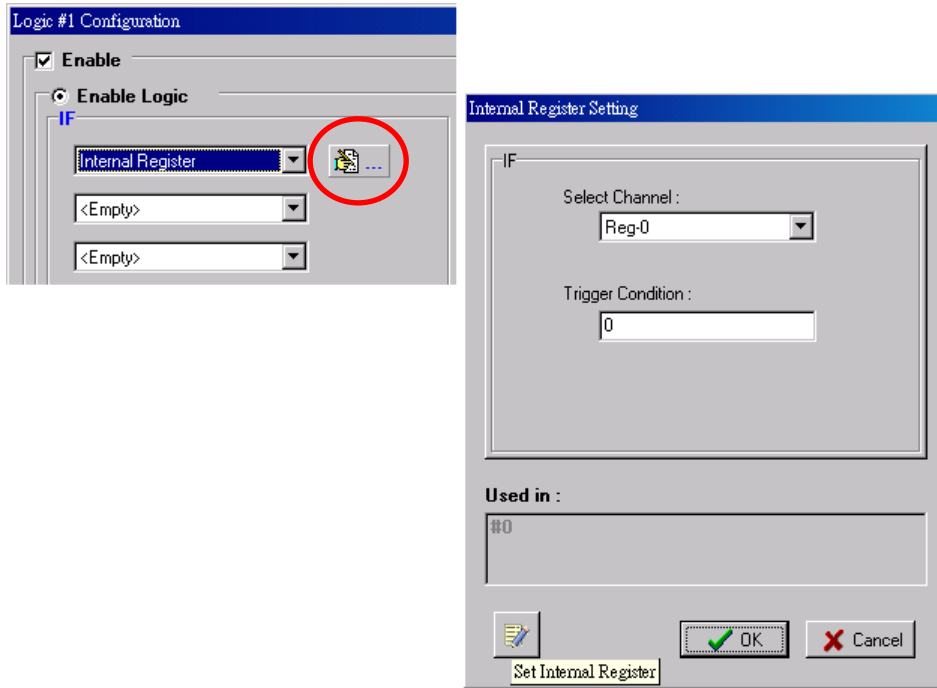 Logic #1 Configuration
Enable
Enable Logic
IF
Internal Register
...
<Empty>
<Empty>
Internal Register Setting
IF
Select Channel :
Reg-0
Trigger Condition :
0
Used in :
#0
OK
Cancel
Set Internal Register